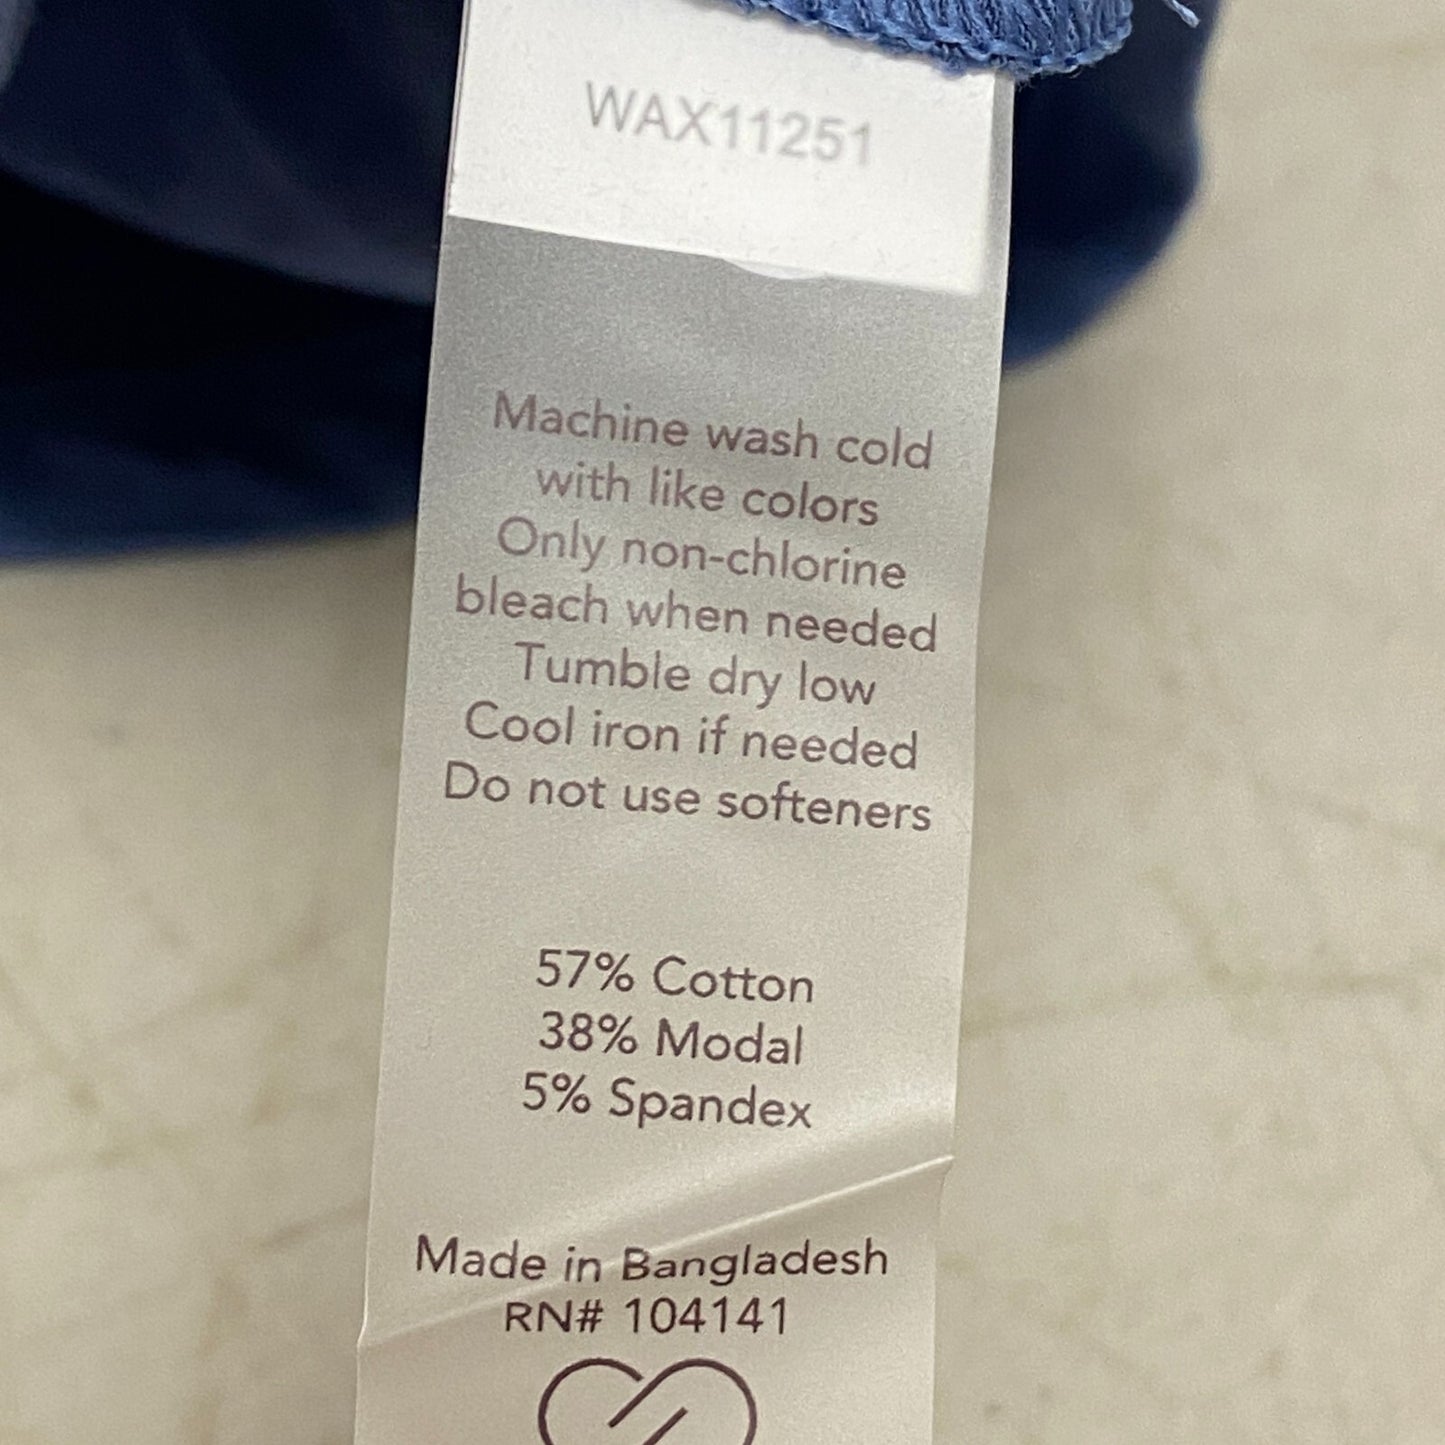 WAX11251
Machine wash cold
with like colors
Only non-chlorine
bleach when needed
Tumble dry low
Cool iron if needed
Do not use softeners
57% Cotton
38% Modal
5% Spandex
Made in Bangladesh
RN# 104141